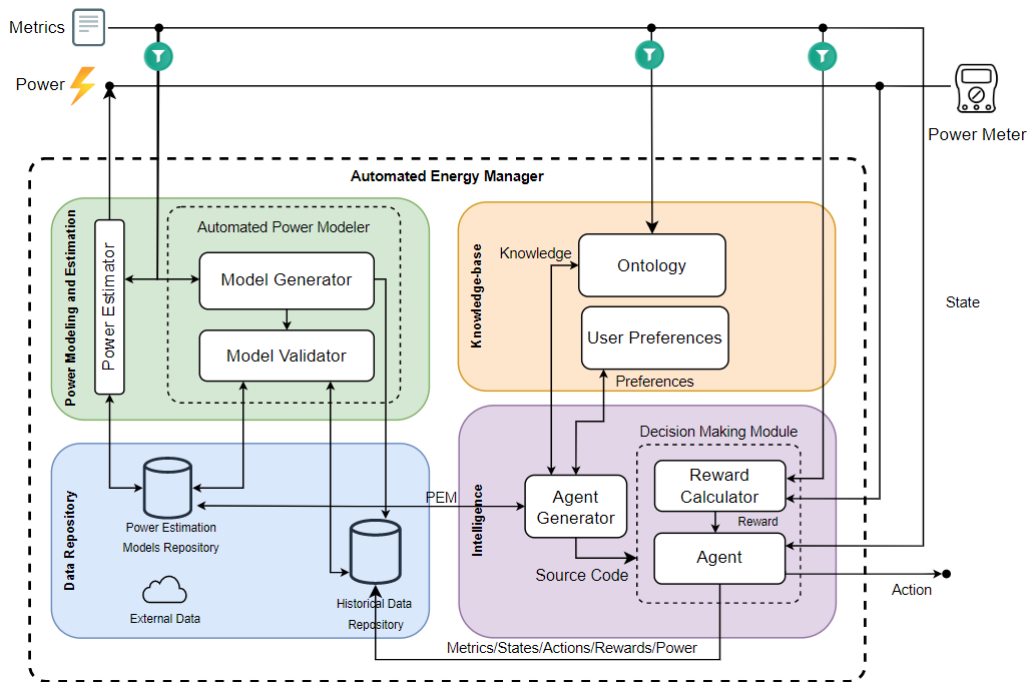 Metrics
Power
Power Meter
Automated Energy Manager
Power Modeling and Estimation
Power Estimator
Automated Power Modeler
Model Generator
Model Validator
Knowledge-base
Knowledge
Ontology
User Preferences
Preferences
State
Data Repository
Power Estimation
Models Repository
External Data
Historical Data
Repository
PEM
Intelligence
Agent
Generator
Source Code
Decision Making Module
Reward
Calculator
Reward
Agent
Action
Metrics/States/Actions/Rewards/Power